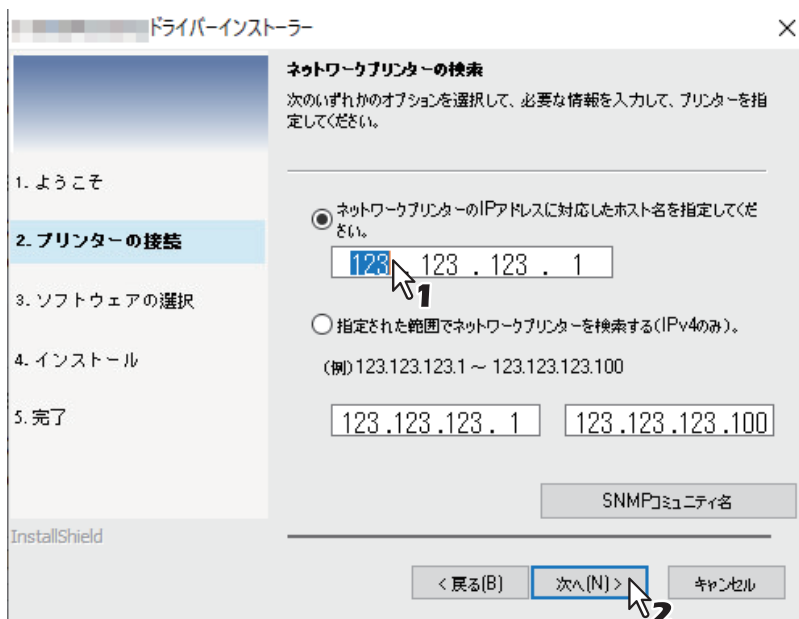 ドライバーインストーラー
ネットワークプリンターの検索
次のいずれかのオプションを選択して、必要な情報を入力して、プリンターを指
定してください。
1. ようこそ
2. プリンターの接続
3. ソフトウェアの選択
4. インストール
5. 完了
InstallShield
ネットワークプリンターのIPアドレスに対応したホスト名を指定してくだ
さい。
123 . 123 . 123 . 1
1
指定された範囲でネットワークプリンターを検索する(IPv4のみ)。
(例)123.123.123.1 ~ 123.123.123.100
123 .123 .123 . 1
123 .123 .123 .100
SNMPコミュニティ名
< 戻る(B)
次へ(N) >
キャンセル
2